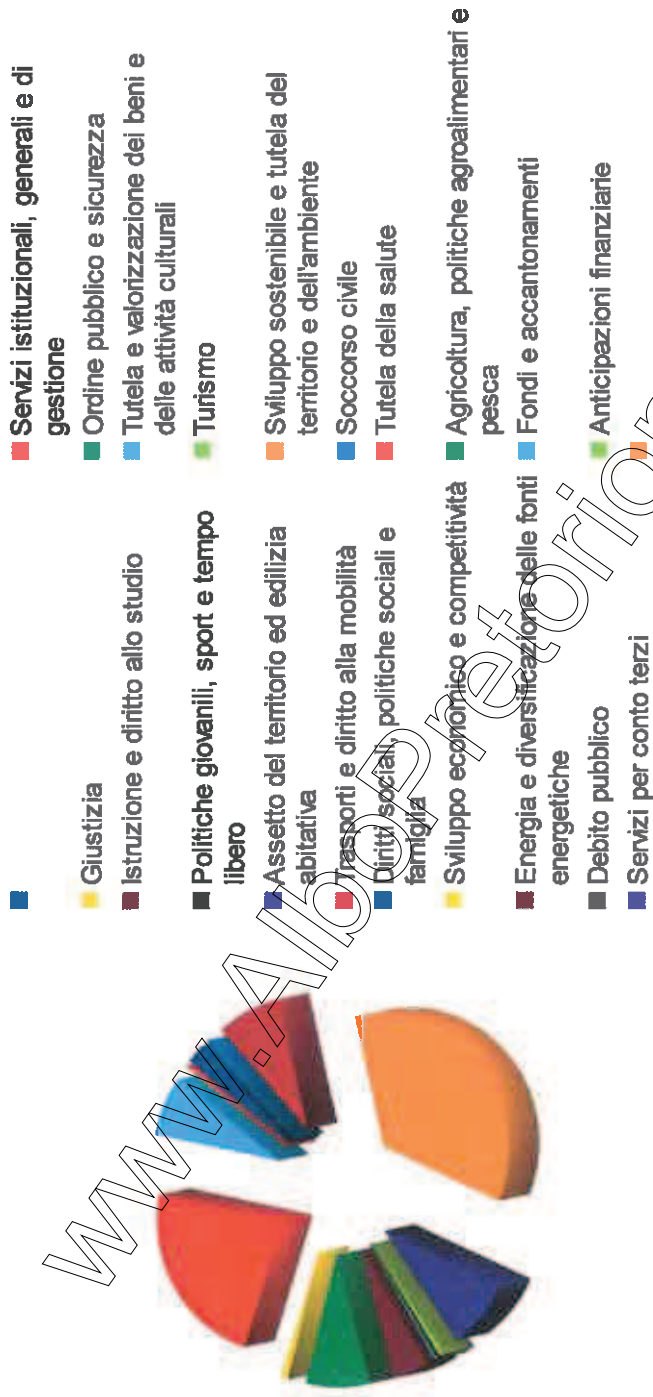 Servizi istituzionali, generali e di
gestione
Giustizia
Ordine pubblico e sicurezza
Istruzione e diritto allo studio
Tutela e valorizzazione dei beni e
delle attività culturali
Politiche giovanili, sport e tempo
libero
Turismo
Assetto del territorio ed edilizia
abitativa
Sviluppo sostenibile e tutela del
territorio e dell'ambiente
Trasporti e diritto alla mobilità
Soccorso civile
Diritti sociali, politiche sociali e
famiglia
Tutela della salute
Sviluppo economico e competitività
Agricoltura, politiche agroalimentari e
pesca
Energia e diversificazione delle fonti
energetiche
Fondi e accantonamenti
Debito pubblico
Anticipazioni finanziarie
Servizi per conto terzi
www.AlboPretorion